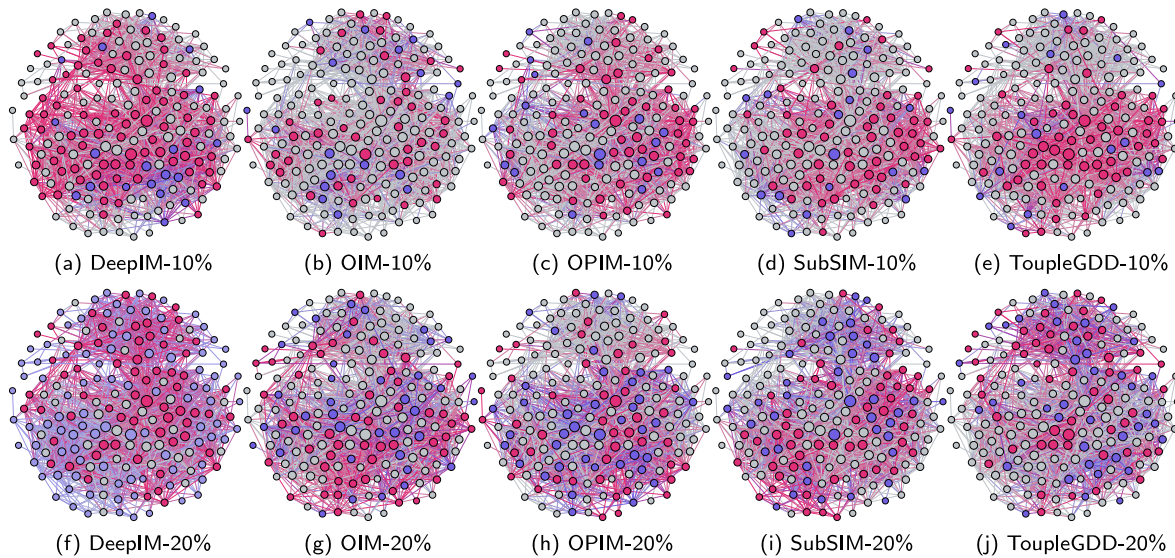 (a) DeepIM-10%
(b) OIM-10%
(c) OPIM-10%
(d) SubSIM-10%
(e) ToupleGDD-10%
(f) DeepIM-20%
(g) OIM-20%
(h) OPIM-20%
(i) SubSIM-20%
(j) ToupleGDD-20%